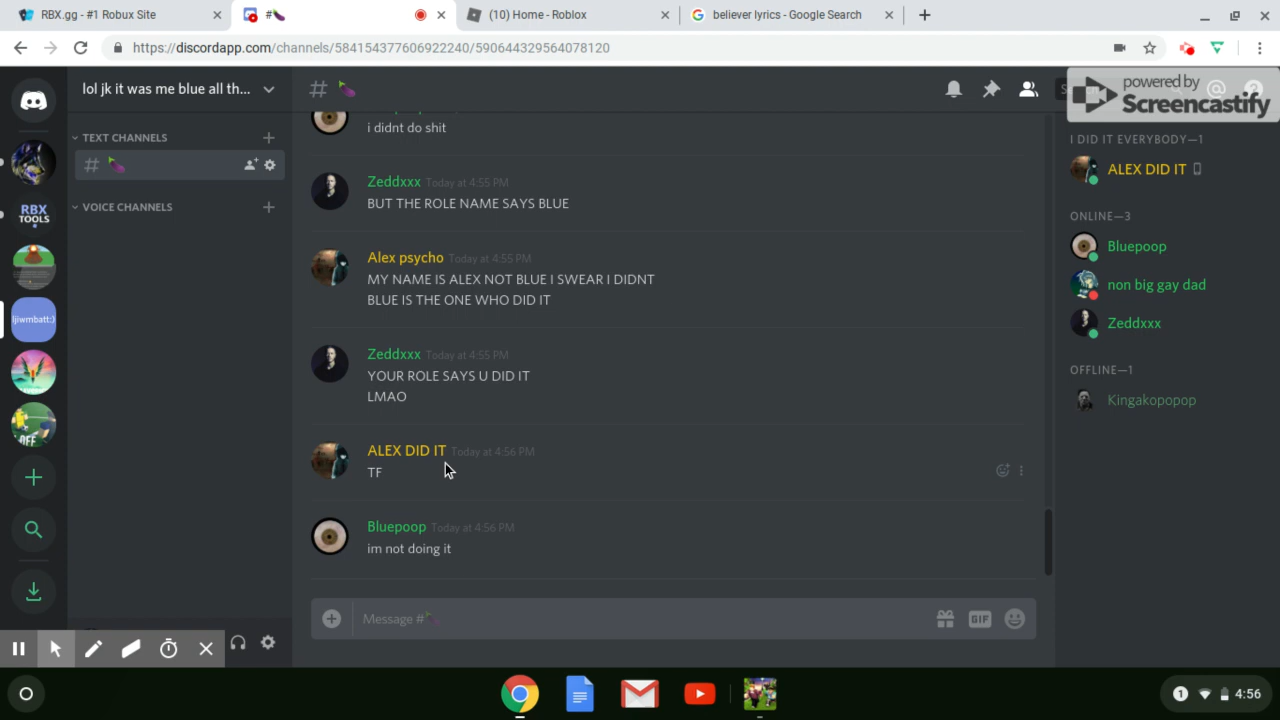 RBX.gg - #1 Robux Site
#🍆
(10) Home - Roblox
believer lyrics - Google Search
https://discordapp.com/channels/584154377606922240/590644329564078120
lol jk it was me blue all th...
# 🍆
powered by
Screencastify
TEXT CHANNELS
# 🍆
VOICE CHANNELS
RBX
TOOLS
ljiwmbatt:)
OFF
i didnt do shit
Zeddxxx Today at 4:55 PM
BUT THE ROLE NAME SAYS BLUE
Alex psycho Today at 4:55 PM
MY NAME IS ALEX NOT BLUE I SWEAR I DIDNT
BLUE IS THE ONE WHO DID IT
Zeddxxx Today at 4:55 PM
YOUR ROLE SAYS U DID IT
LMAO
ALEX DID IT Today at 4:56 PM
TF
Bluepoop Today at 4:56 PM
im not doing it
Message #🍆
GIF
I DID IT EVERYBODY—1
ALEX DID IT
ONLINE—3
Bluepoop
non big gay dad
Zeddxxx
OFFLINE—1
Kingakopopop
1
4:56